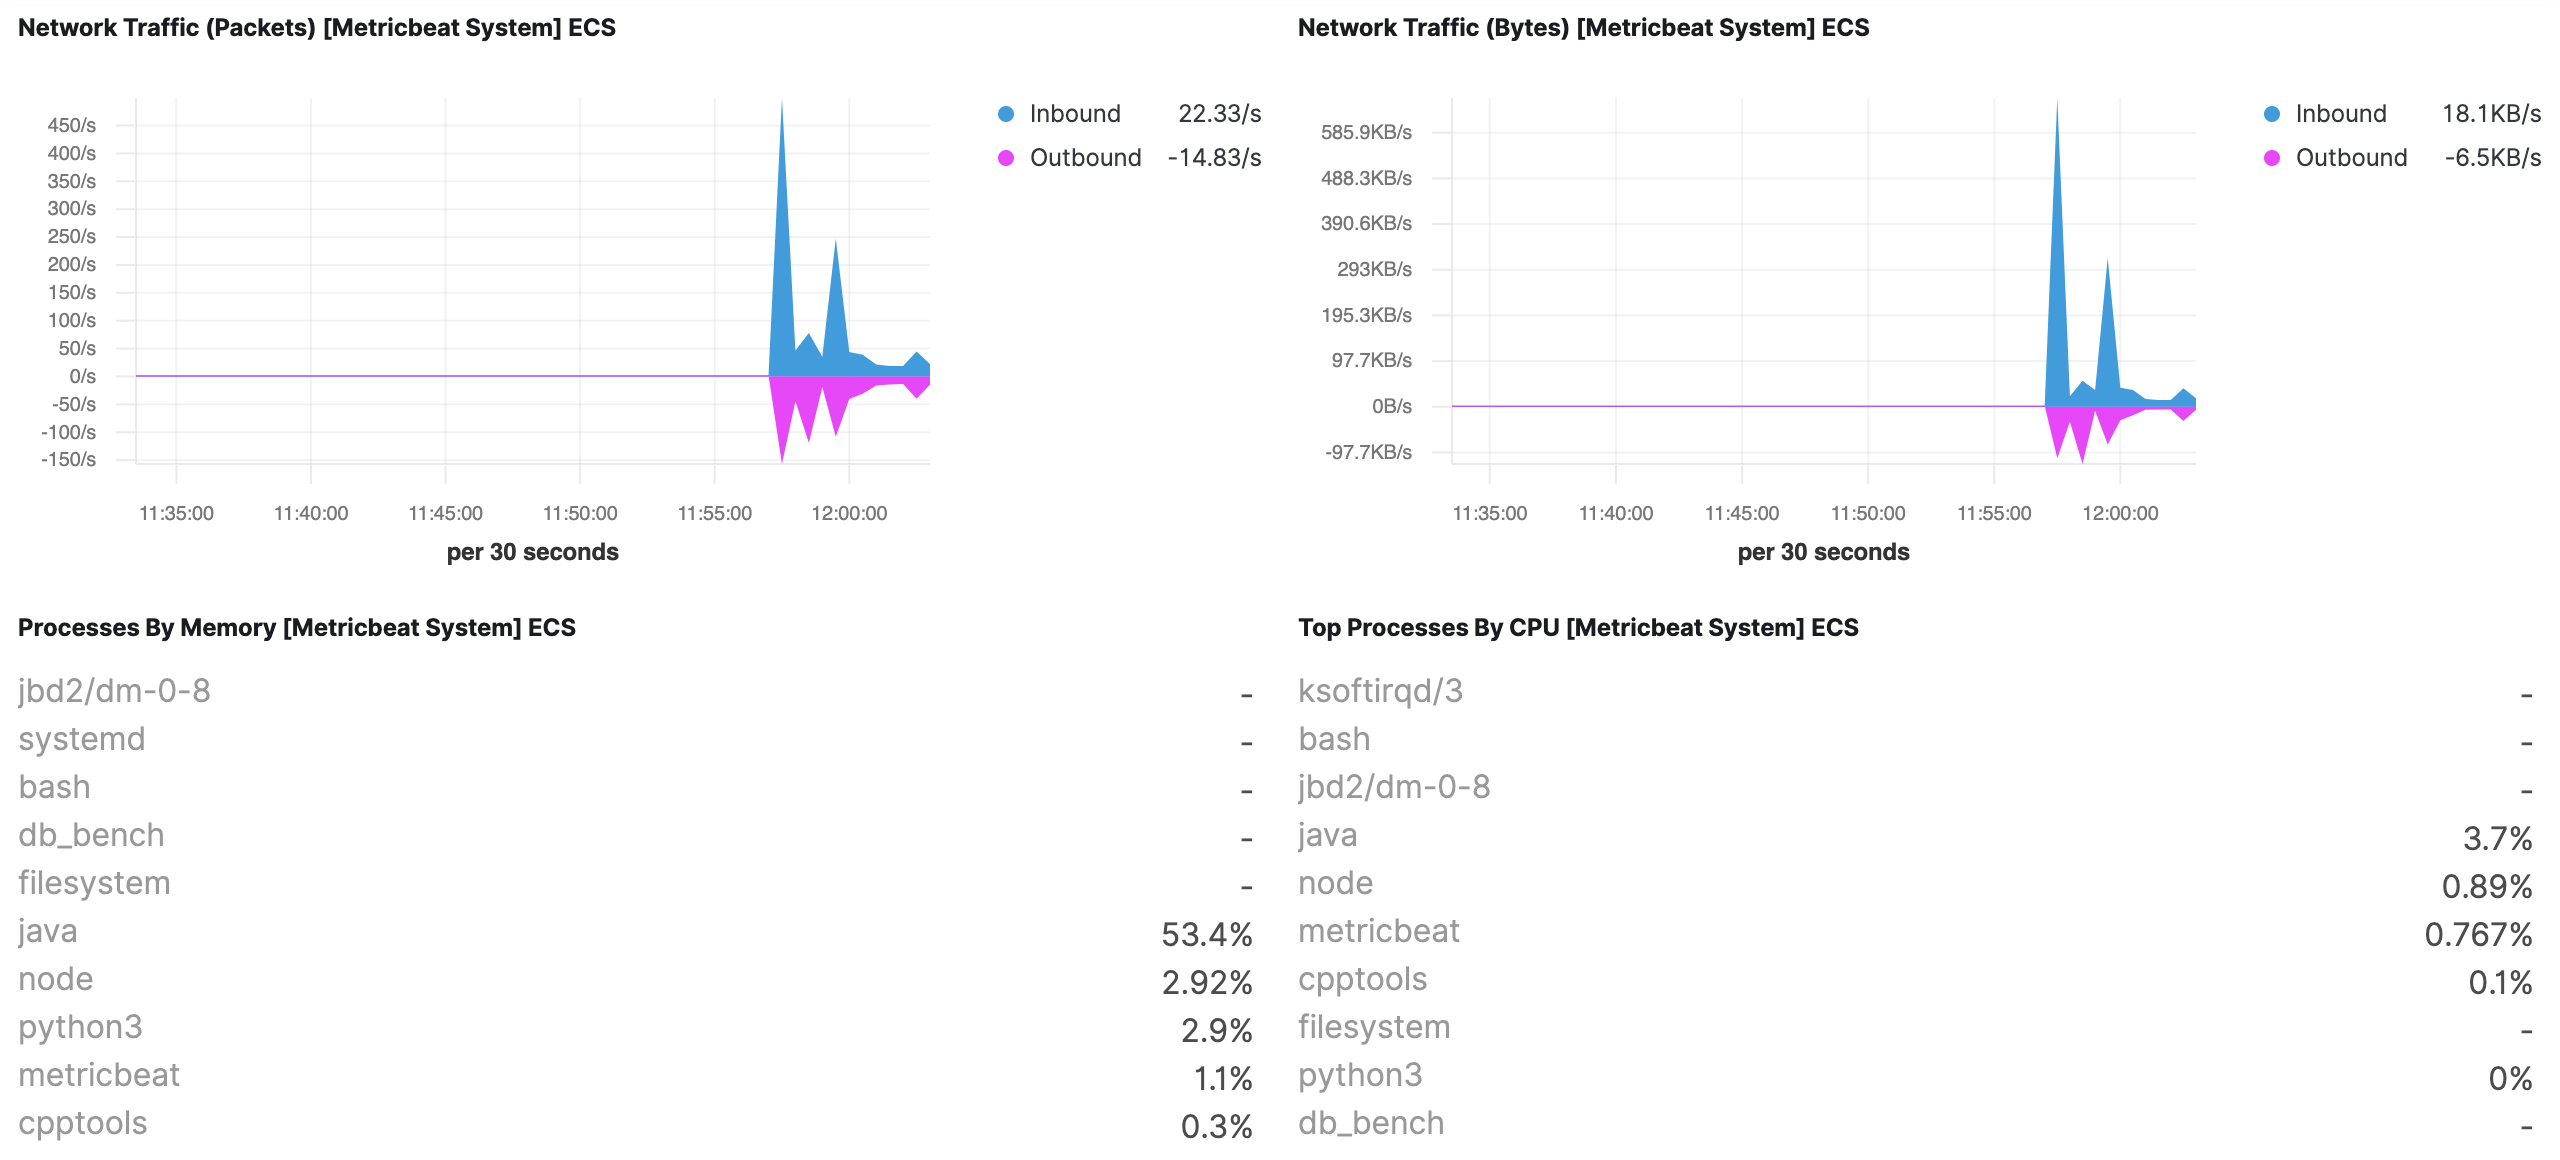 Network Traffic (Packets) [Metricbeat System] ECS
450/s
400/s
350/s
300/s
250/s
200/s
150/s
100/s
50/s
0/s
-50/s
-100/s
-150/s
11:35:00 11:40:00 11:45:00 11:50:00 11:55:00 12:00:00
per 30 seconds
Inbound 22.33/s
Outbound -14.83/s
Network Traffic (Bytes) [Metricbeat System] ECS
585.9KB/s
488.3KB/s
390.6KB/s
293KB/s
195.3KB/s
97.7KB/s
0B/s
-97.7KB/s
11:35:00 11:40:00 11:45:00 11:50:00 11:55:00 12:00:00
per 30 seconds
Inbound 18.1KB/s
Outbound -6.5KB/s
Processes By Memory [Metricbeat System] ECS
jbd2/dm-0-8 -
systemd -
bash -
db_bench -
filesystem -
java 53.4%
node 2.92%
python3 2.9%
metricbeat 1.1%
cpptools 0.3%
Top Processes By CPU [Metricbeat System] ECS
ksoftirqd/3 -
bash -
jbd2/dm-0-8 -
java 3.7%
node 0.89%
metricbeat 0.767%
cpptools 0.1%
filesystem -
python3 0%
db_bench -